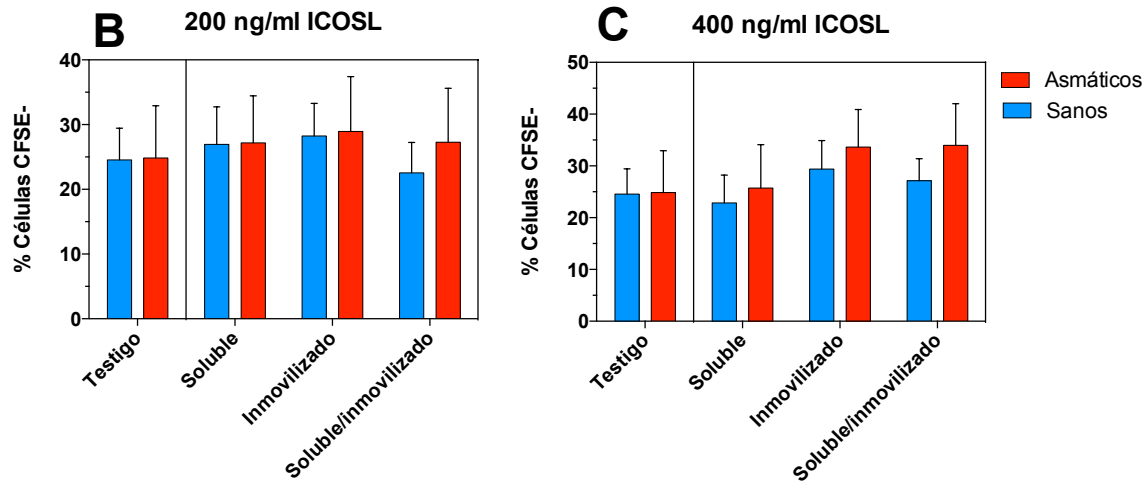 B
200 ng/ml ICOSL
% Células CFSE-
40
30
20
10
0
Testigo
Soluble
Inmovilizado
Soluble/inmovilizado
C
400 ng/ml ICOSL
% Células CFSE-
50
40
30
20
10
0
Testigo
Soluble
Inmovilizado
Soluble/inmovilizado
Asmáticos
Sanos